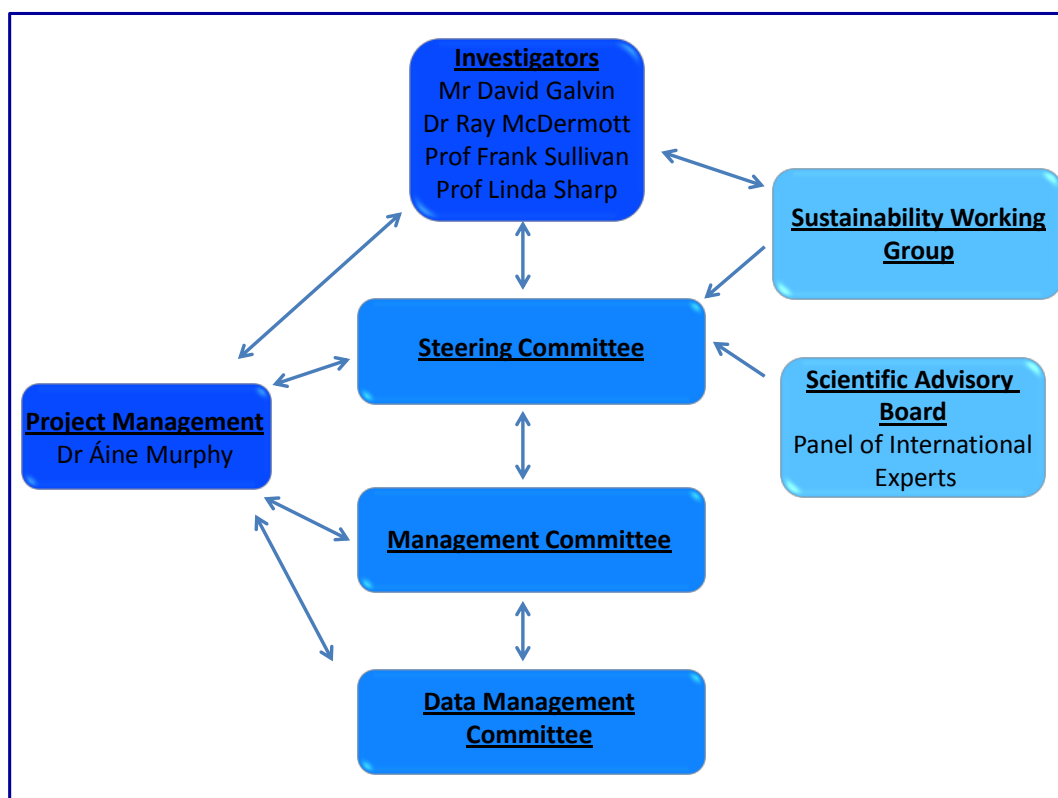 Investigators
Mr David Galvin
Dr Ray McDermott
Prof Frank Sullivan
Prof Linda Sharp
Sustainability Working
Group
Steering Committee
Scientific Advisory
Board
Panel of International
Experts
Project Management
Dr Áine Murphy
Management Committee
Data Management
Committee